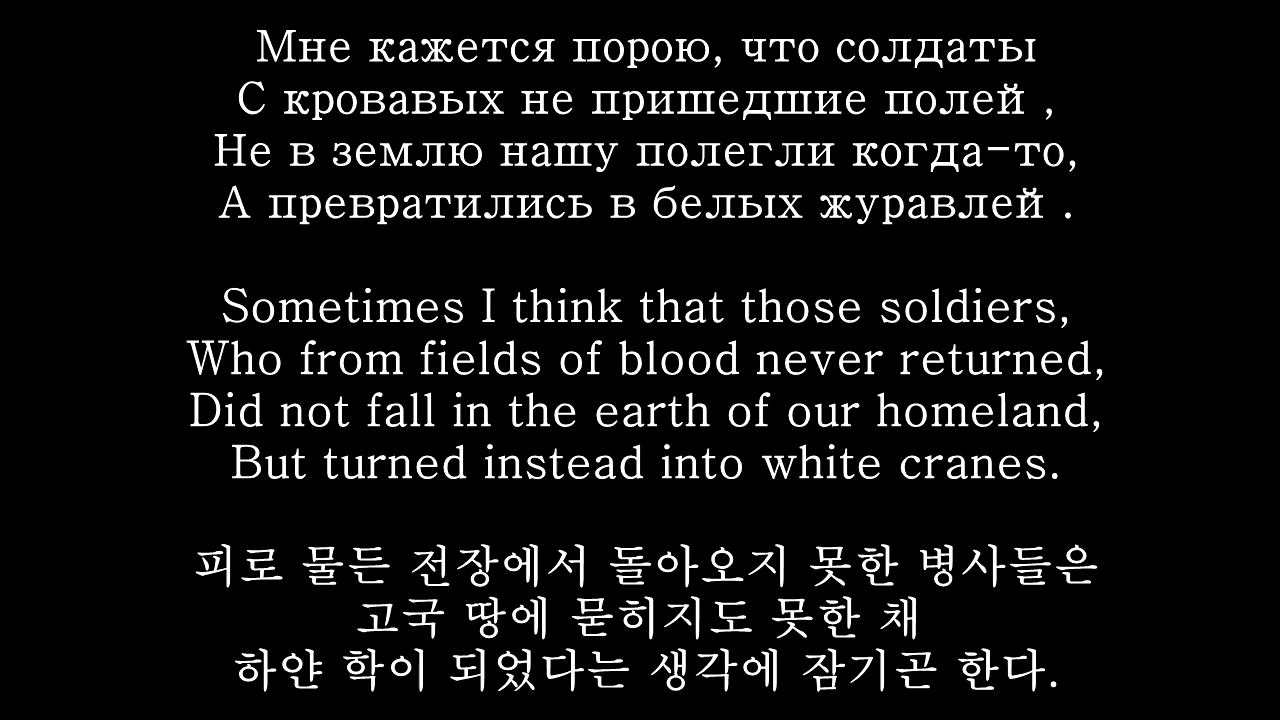 Мне кажется порою, что солдаты
С кровавых не пришедшие полей ,
Не в землю нашу полегли когда-то,
А превратились в белых журавлей .
Sometimes I think that those soldiers,
Who from fields of blood never returned,
Did not fall in the earth of our homeland,
But turned instead into white cranes.
피로 물든 전장에서 돌아오지 못한 병사들은
고국 땅에 묻히지도 못한 채
하얀 학이 되었다는 생각에 잠기곤 한다.